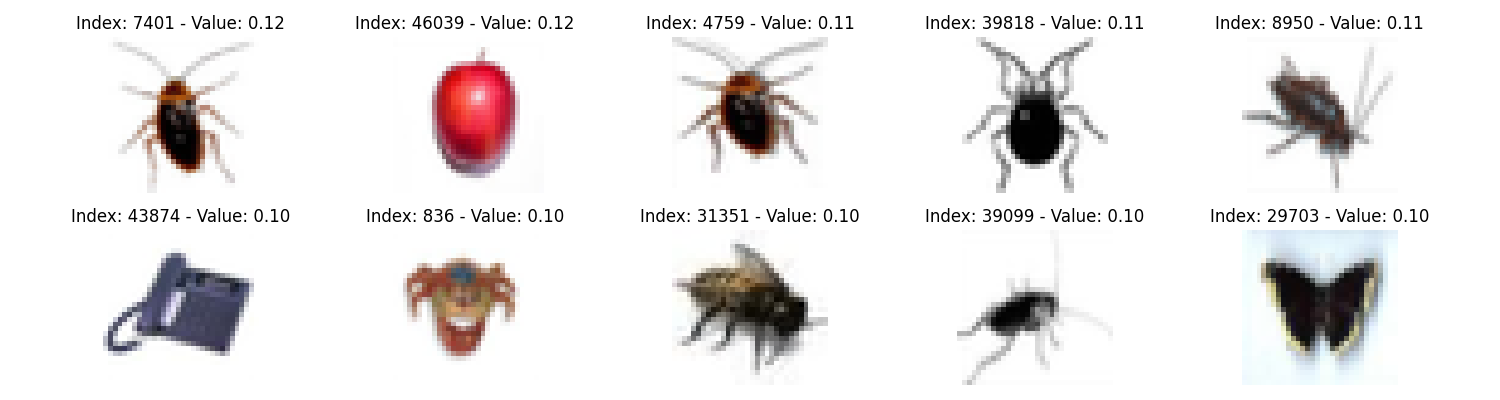 Index: 7401 - Value: 0.12
Index: 46039 - Value: 0.12
Index: 4759 - Value: 0.11
Index: 39818 - Value: 0.11
Index: 8950 - Value: 0.11
Index: 43874 - Value: 0.10
Index: 836 - Value: 0.10
Index: 31351 - Value: 0.10
Index: 39099 - Value: 0.10
Index: 29703 - Value: 0.10